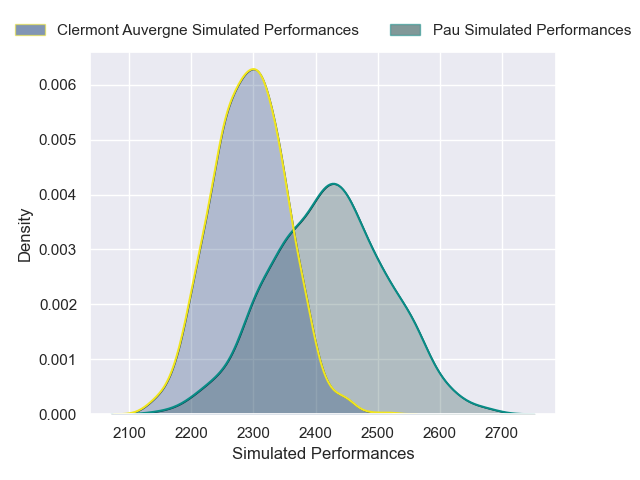 Clermont Auvergne Simulated Performances Pau Simulated Performances
0.006
0.005
0.004
0.003
0.002
0.001
0.000
Density
2100 2200 2300 2400 2500 2600 2700
Simulated Performances